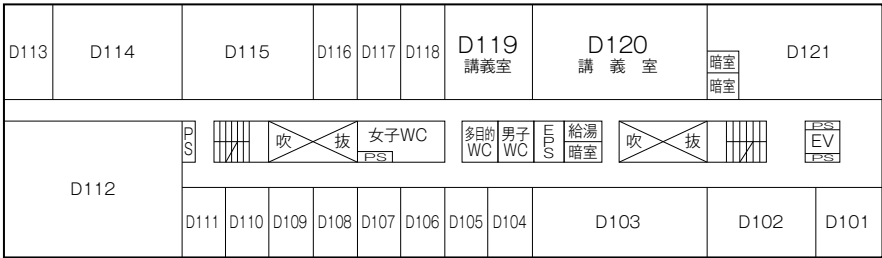 D113
D114
D115
D116
D117
D118
D119
講義室
D120
講 義 室
暗室
暗室
D121
PS
吹 抜
女子WC
PS
多目的
WC
男子
WC
EPS
給湯
暗室
吹 抜
PS
EV
PS
D112
D111
D110
D109
D108
D107
D106
D105
D104
D103
D102
D101